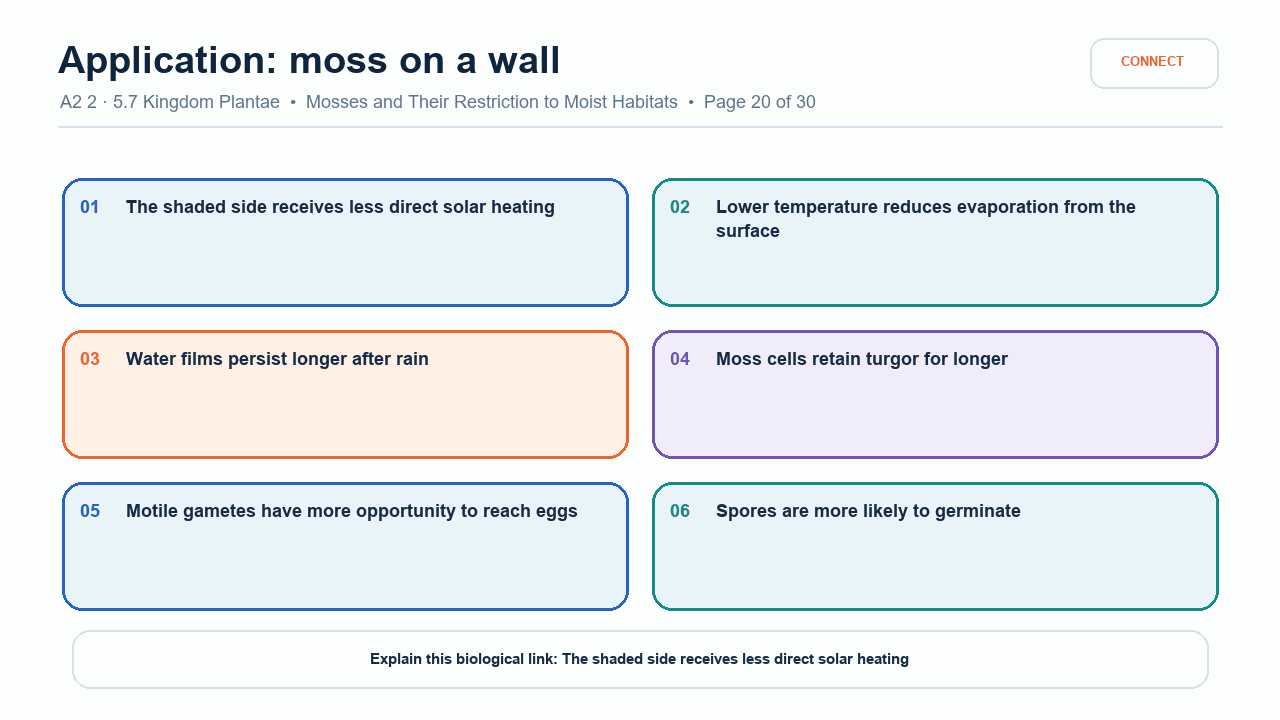 Application: moss on a wall
CONNECT
A2 2 · 5.7 Kingdom Plantae • Mosses and Their Restriction to Moist Habitats • Page 20 of 30
01 The shaded side receives less direct solar heating
02 Lower temperature reduces evaporation from the
surface
03 Water films persist longer after rain
04 Moss cells retain turgor for longer
05 Motile gametes have more opportunity to reach eggs
06 Spores are more likely to germinate
Explain this biological link: The shaded side receives less direct solar heating